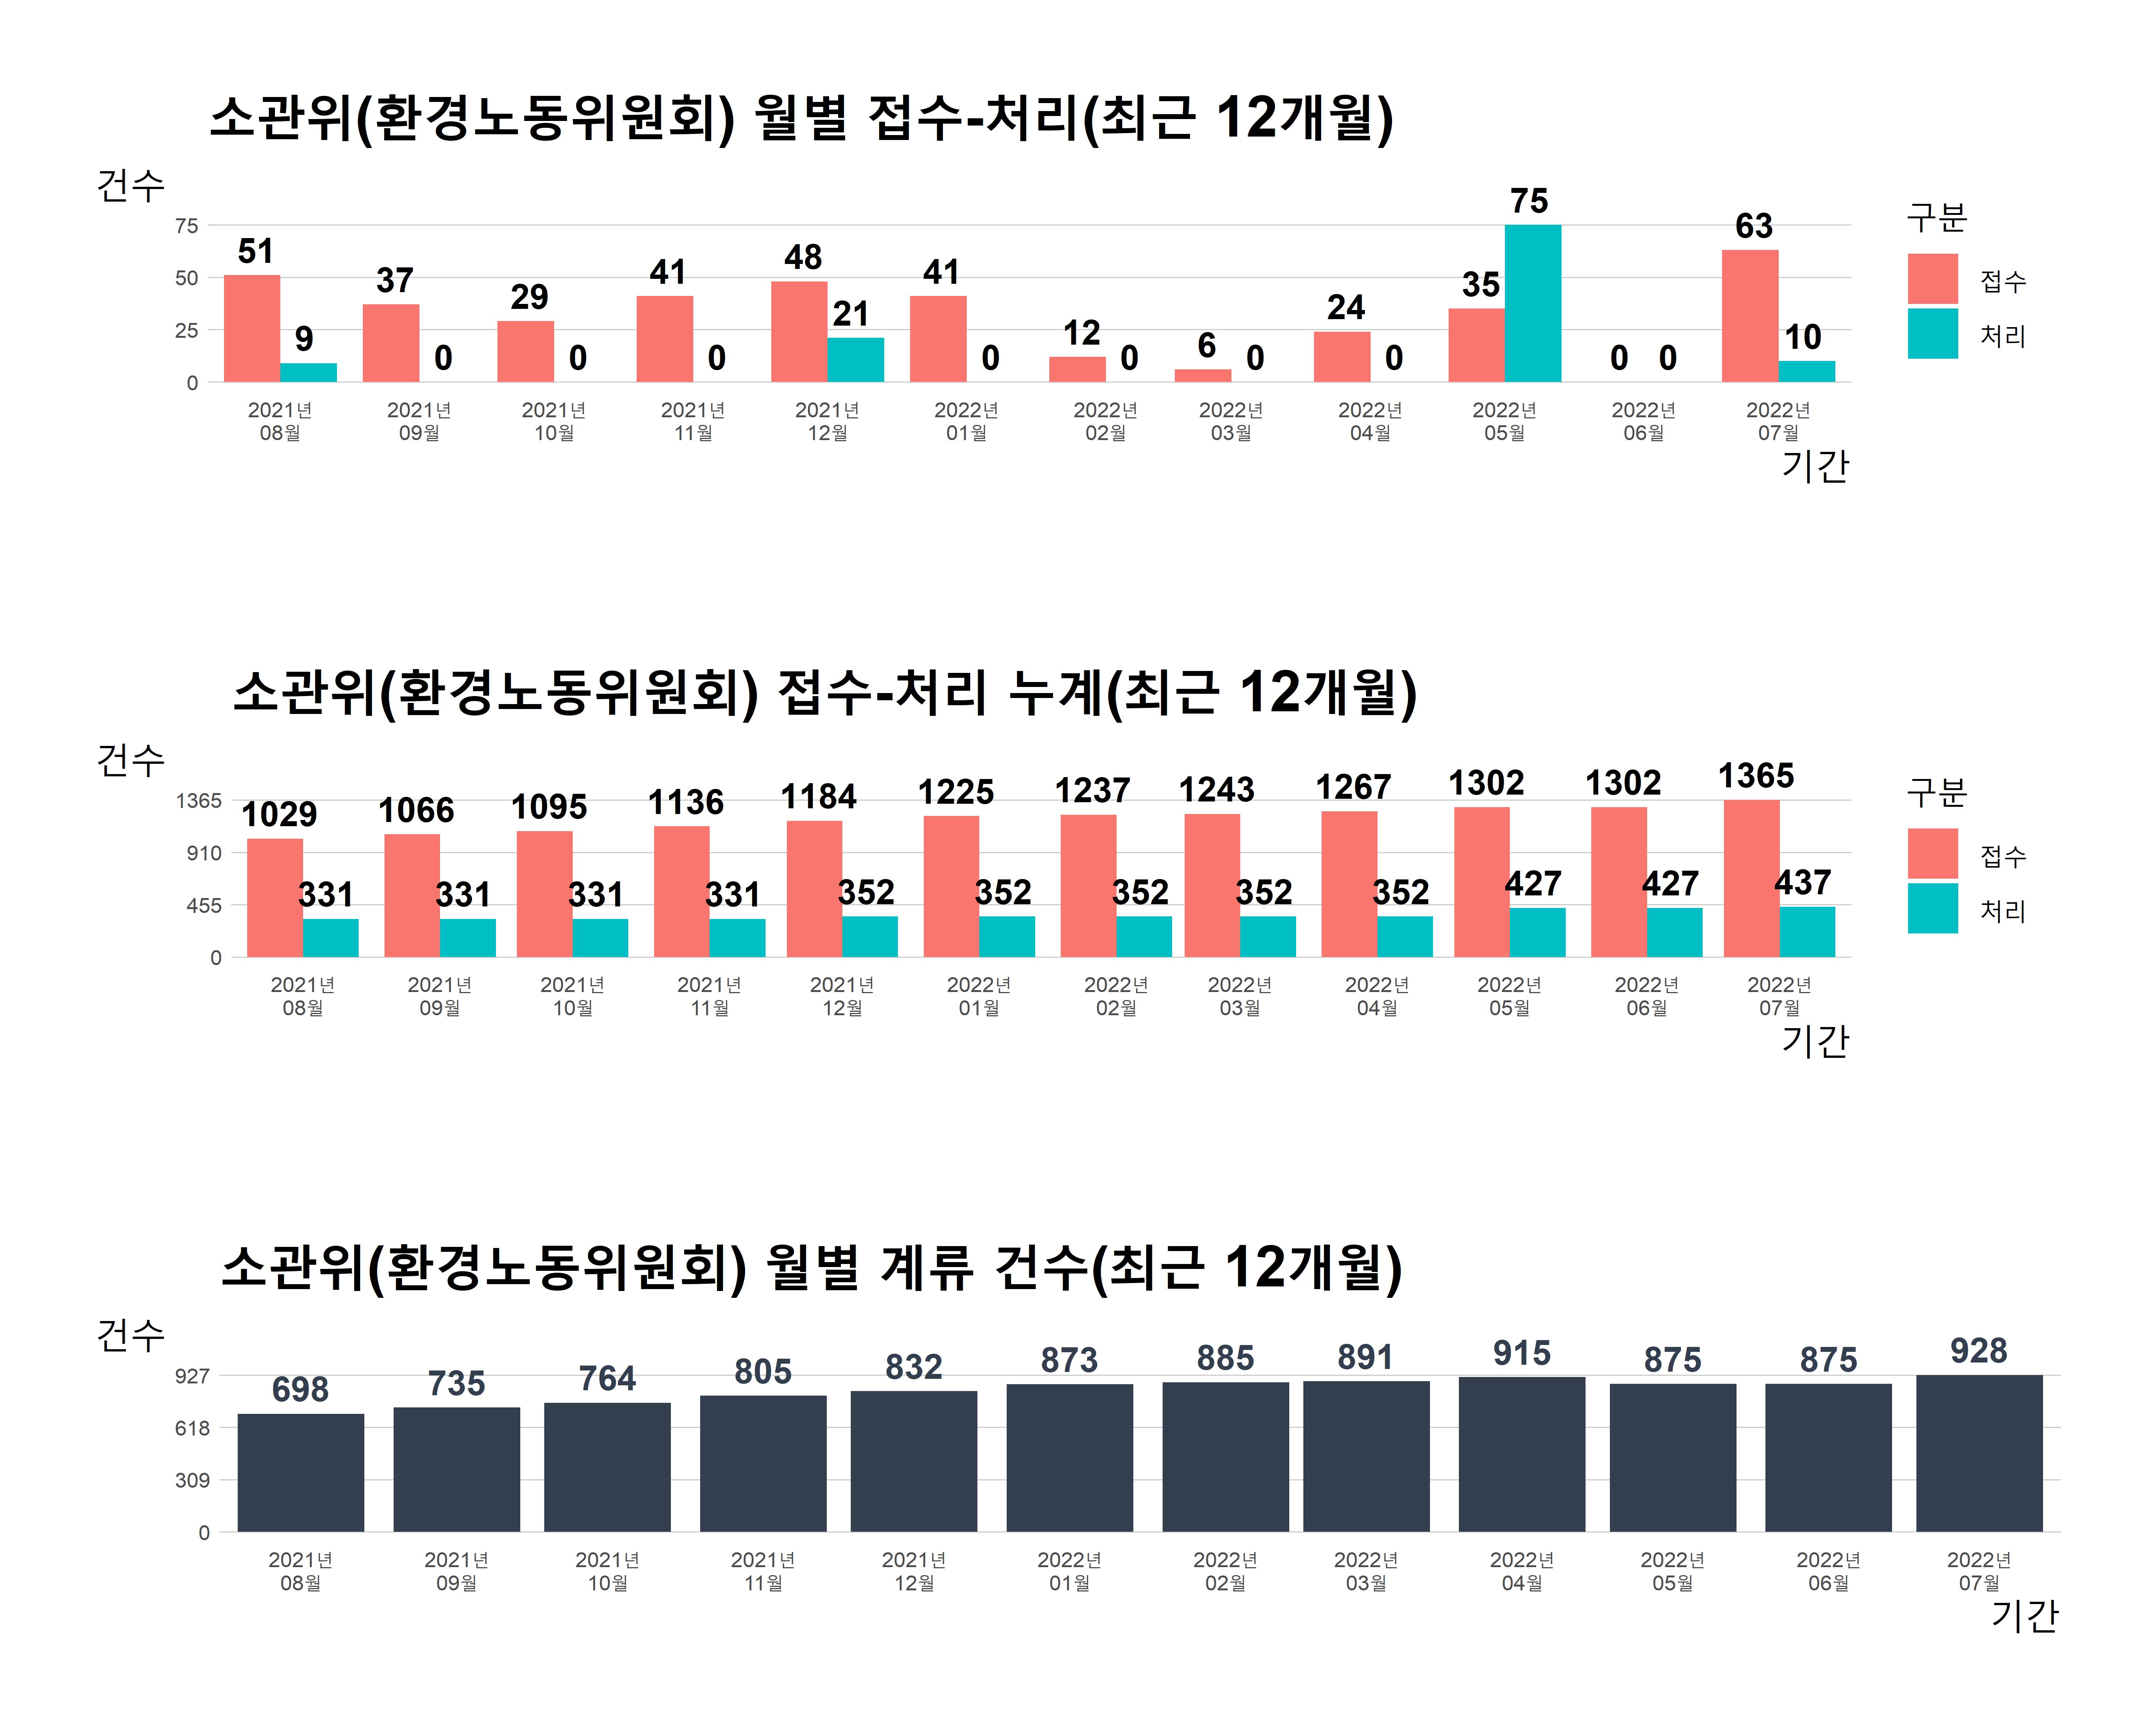 소관위(환경노동위원회) 월별 접수-처리(최근 12개월)
건수
75
50
25
0
51 9 37 0 29 0 41 0 48 21 41 0 12 0 6 0 24 0 35 75 0 0 63 10
2021년 2021년 2021년 2021년 2021년 2022년 2022년 2022년 2022년 2022년 2022년 2022년
08월 09월 10월 11월 12월 01월 02월 03월 04월 05월 06월 07월
기간
구분
접수
처리
소관위(환경노동위원회) 접수-처리 누계(최근 12개월)
건수
1365
910
455
0
1029 331 1066 331 1095 331 1136 331 1184 352 1225 352 1237 352 1243 352 1267 352 1302 427 1302 427 1365 437
2021년 2021년 2021년 2021년 2021년 2022년 2022년 2022년 2022년 2022년 2022년 2022년
08월 09월 10월 11월 12월 01월 02월 03월 04월 05월 06월 07월
기간
구분
접수
처리
소관위(환경노동위원회) 월별 계류 건수(최근 12개월)
건수
927
618
309
0
698 735 764 805 832 873 885 891 915 875 875 928
2021년 2021년 2021년 2021년 2021년 2022년 2022년 2022년 2022년 2022년 2022년 2022년
08월 09월 10월 11월 12월 01월 02월 03월 04월 05월 06월 07월
기간